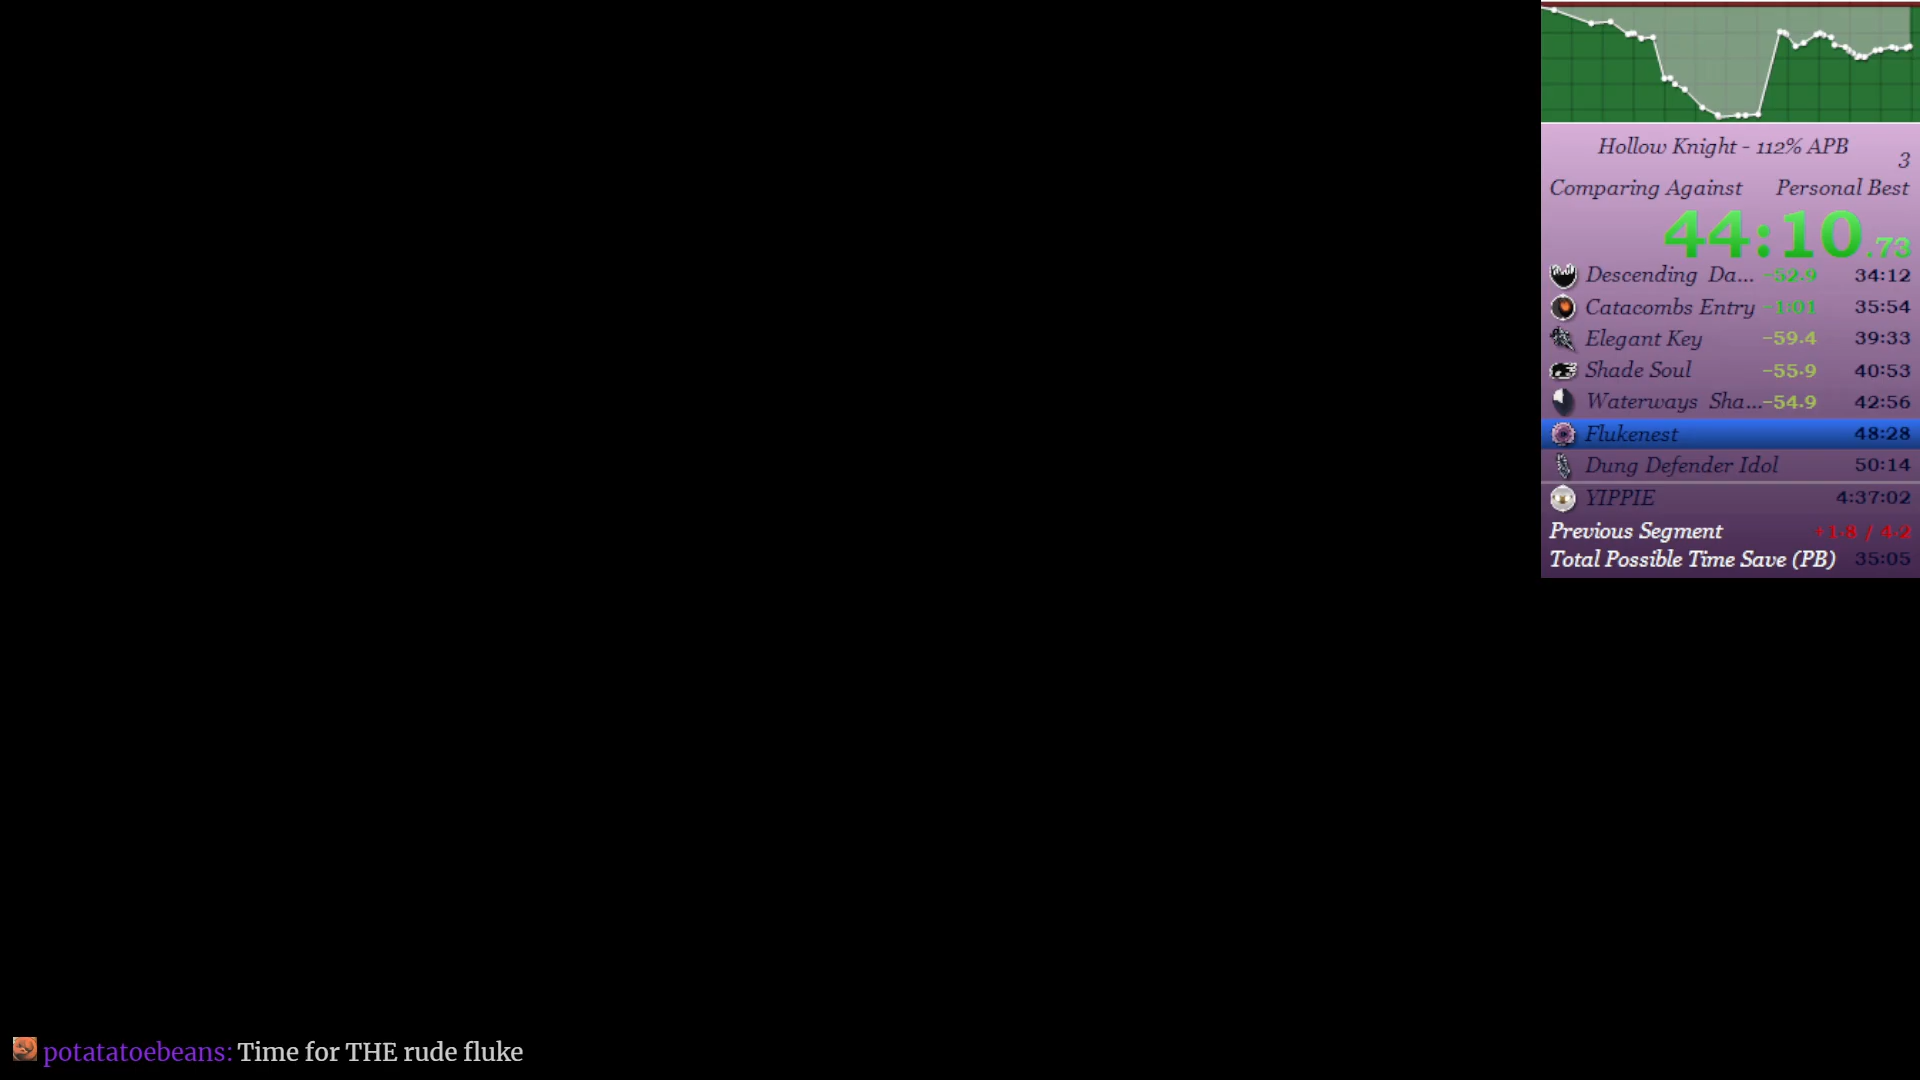 Hollow Knight - 112% APB
3
Comparing Against Personal Best
44:10.73
Descending Da... -52.9 34:12
Catacombs Entry -1:01 35:54
Elegant Key -59.4 39:33
Shade Soul -55.9 40:53
Waterways Sha... -54.9 42:56
Flukenest 48:28
Dung Defender Idol 50:14
YIPPIE 4:37:02
Previous Segment +1.8 / 4.2
Total Possible Time Save (PB) 35:05
potatatoebeans: Time for THE rude fluke